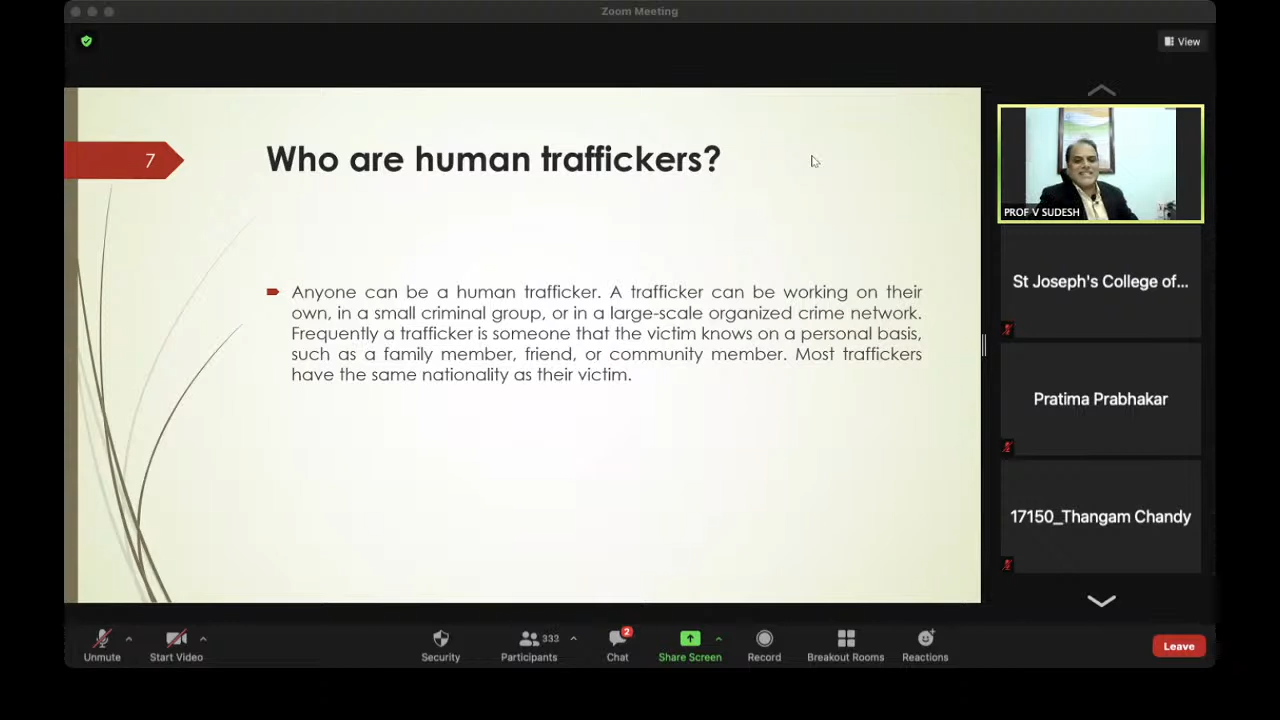 Zoom Meeting
View
7
Who are human traffickers?
Anyone can be a human trafficker. A trafficker can be working on their
own, in a small criminal group, or in a large-scale organized crime network.
Frequently a trafficker is someone that the victim knows on a personal basis,
such as a family member, friend, or community member. Most traffickers
have the same nationality as their victim.
PROF V SUDESH
St Joseph's College of...
Pratima Prabhakar
17150_Thangam Chandy
Unmute
Start Video
Security
333
Participants
2
Chat
Share Screen
Record
Breakout Rooms
Reactions
Leave